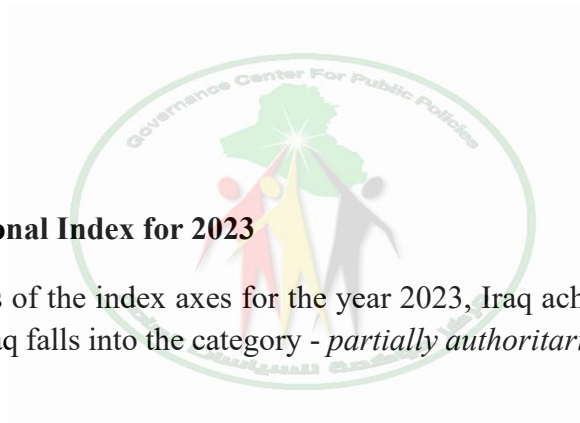 Governance Center For Public Policies
onal Index for 2023
s of the index axes for the year 2023, Iraq ach
aq falls into the category - partially authoritari